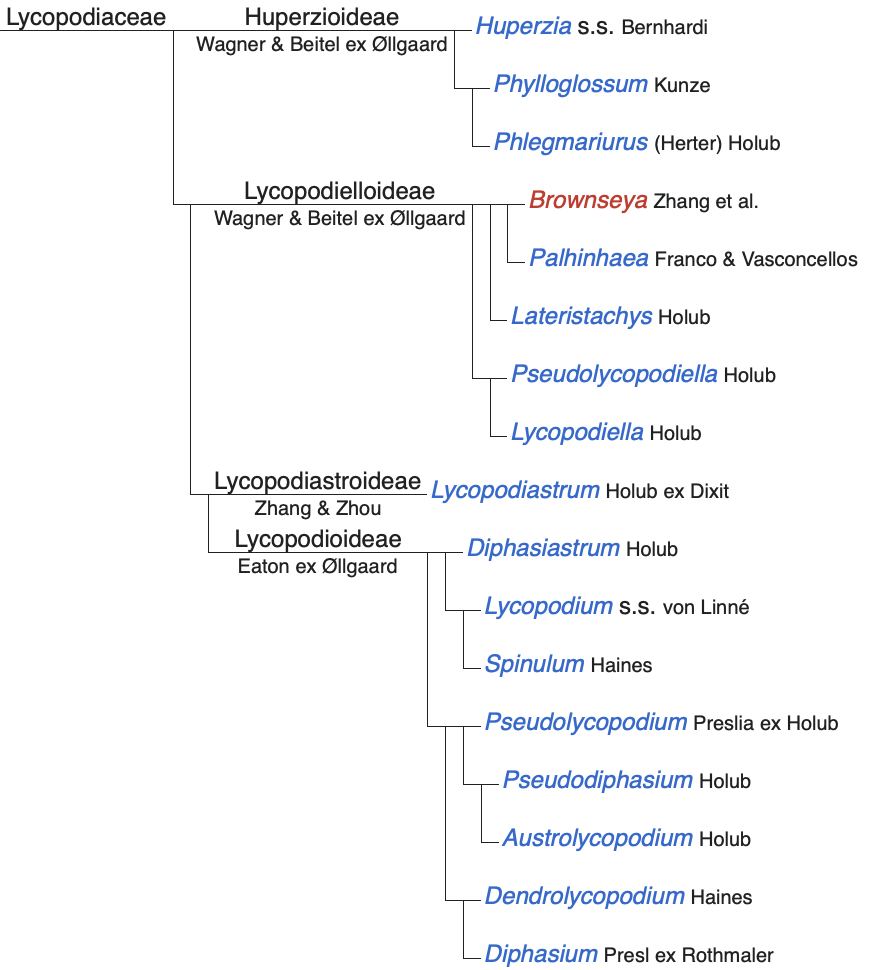 Lycopodiaceae
Huperzioideae
Wagner & Beitel ex Øllgaard
Huperzia s.s. Bernhardi
Phylloglossum Kunze
Phlegmariurus (Herter) Holub
Lycopodielloideae
Wagner & Beitel ex Øllgaard
Brownseya Zhang et al.
Palhinhaea Franco & Vasconcellos
Lateristachys Holub
Pseudolycopodiella Holub
Lycopodiella Holub
Lycopodiastroideae
Zhang & Zhou
Lycopodiastrum Holub ex Dixit
Lycopodioideae
Eaton ex Øllgaard
Diphasiastrum Holub
Lycopodium s.s. von Linné
Spinulum Haines
Pseudolycopodium Preslia ex Holub
Pseudodiphasium Holub
Austrolycopodium Holub
Dendrolycopodium Haines
Diphasium Presl ex Rothmaler